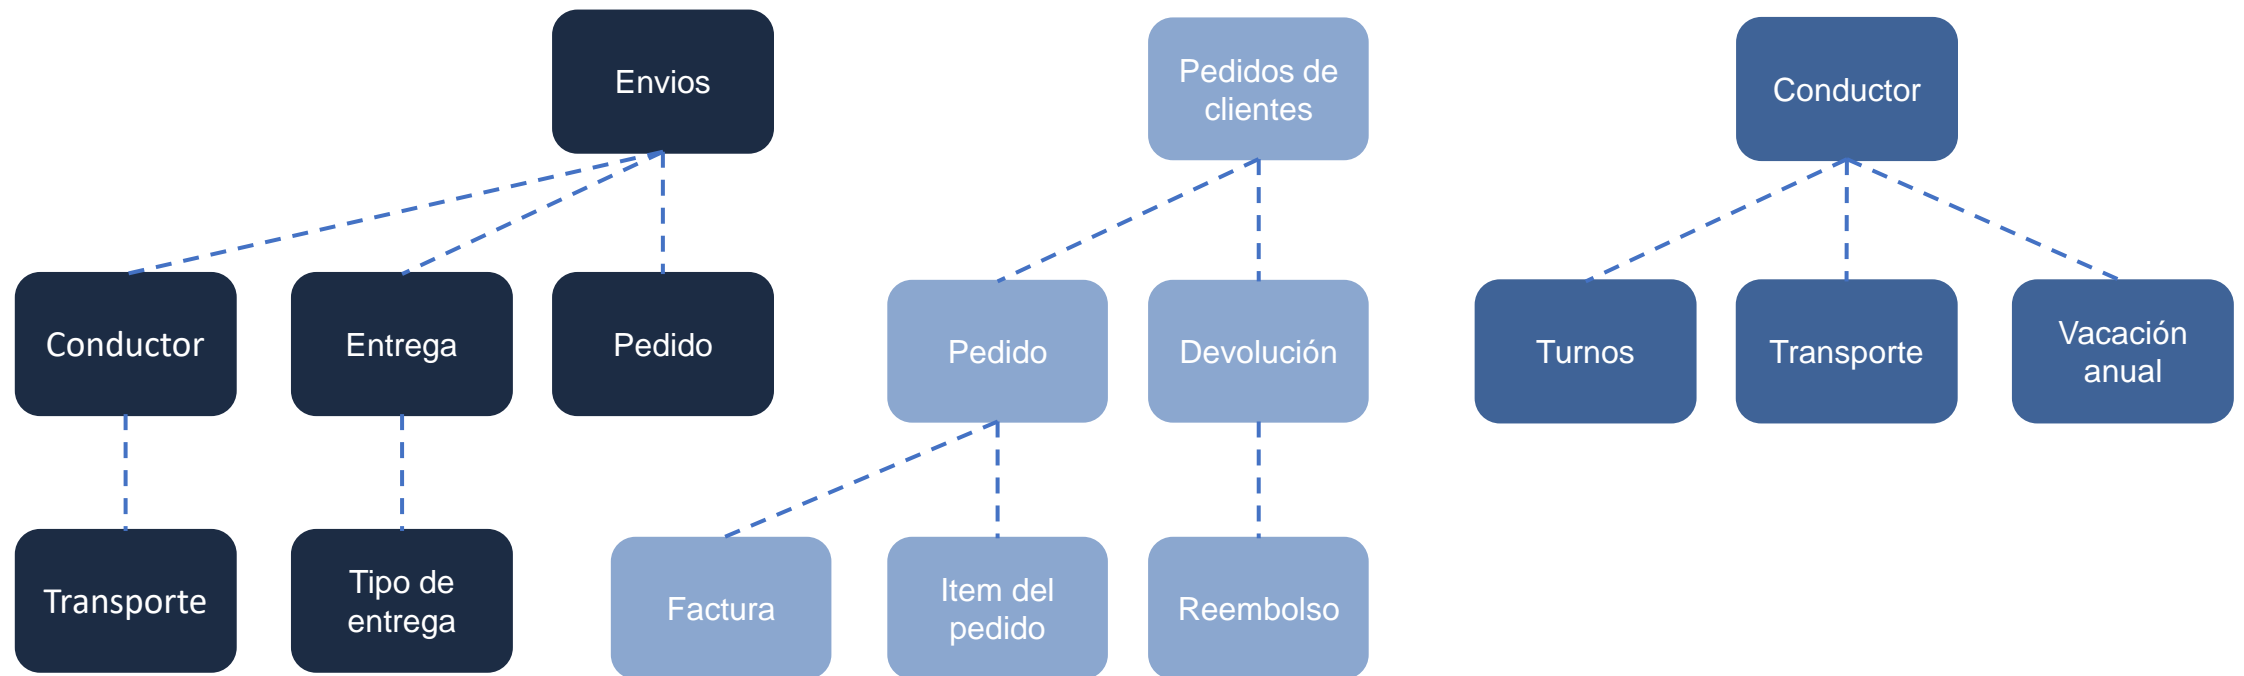 Envios
Pedidos de
clientes
Conductor
Conductor
Entrega
Pedido
Pedido
Devolución
Turnos
Transporte
Vacación
anual
Transporte
Tipo de
entrega
Factura
Item del
pedido
Reembolso